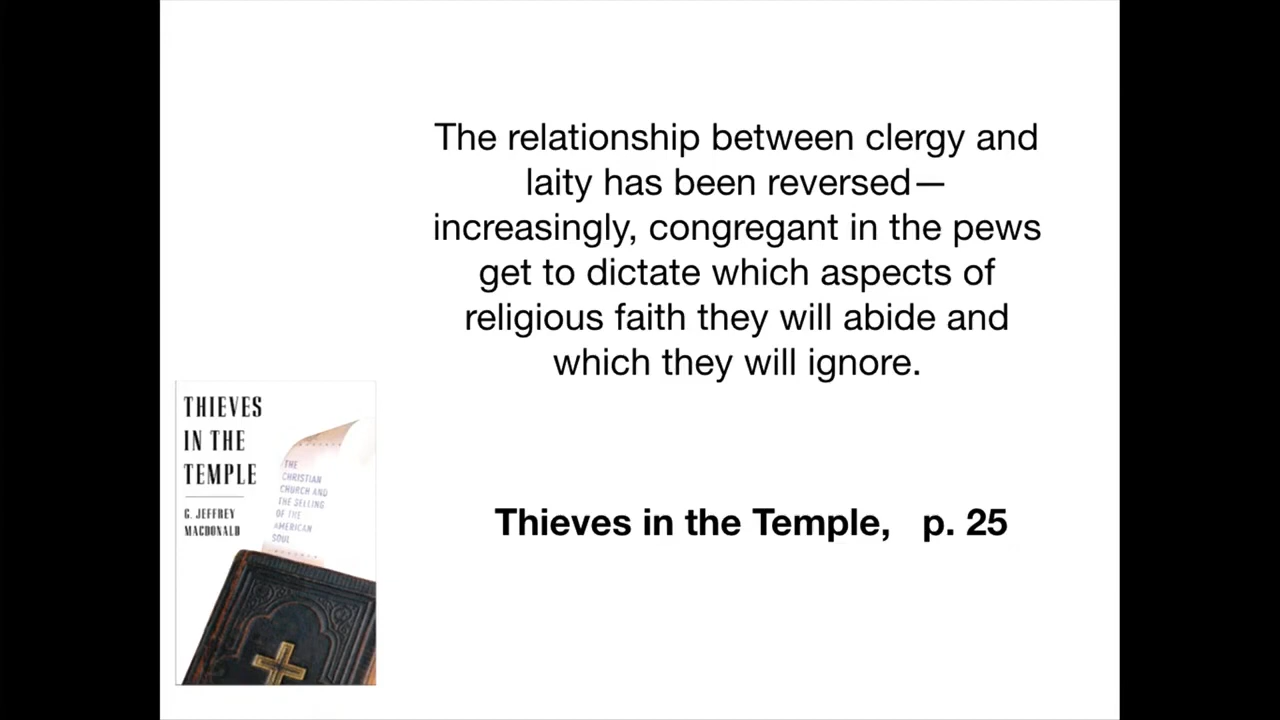 The relationship between clergy and
laity has been reversed—
increasingly, congregant in the pews
get to dictate which aspects of
religious faith they will abide and
which they will ignore.
Thieves in the Temple, p. 25
THIEVES
IN THE
TEMPLE
G. JEFFREY
MACDONALD
THE
CHRISTIAN
CHURCH AND
THE SELLING
OF THE
AMERICAN
SOUL